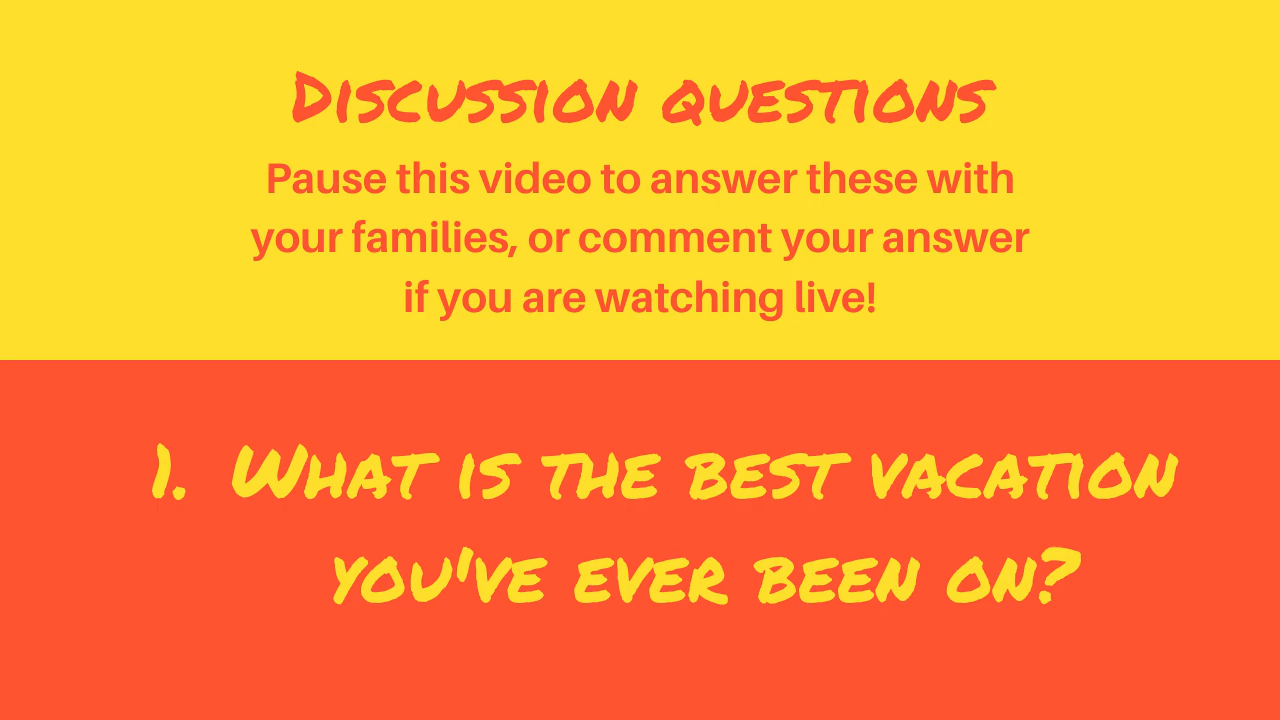 Discussion questions
Pause this video to answer these with
your families, or comment your answer
if you are watching live!
1. What is the best vacation
you've ever been on?